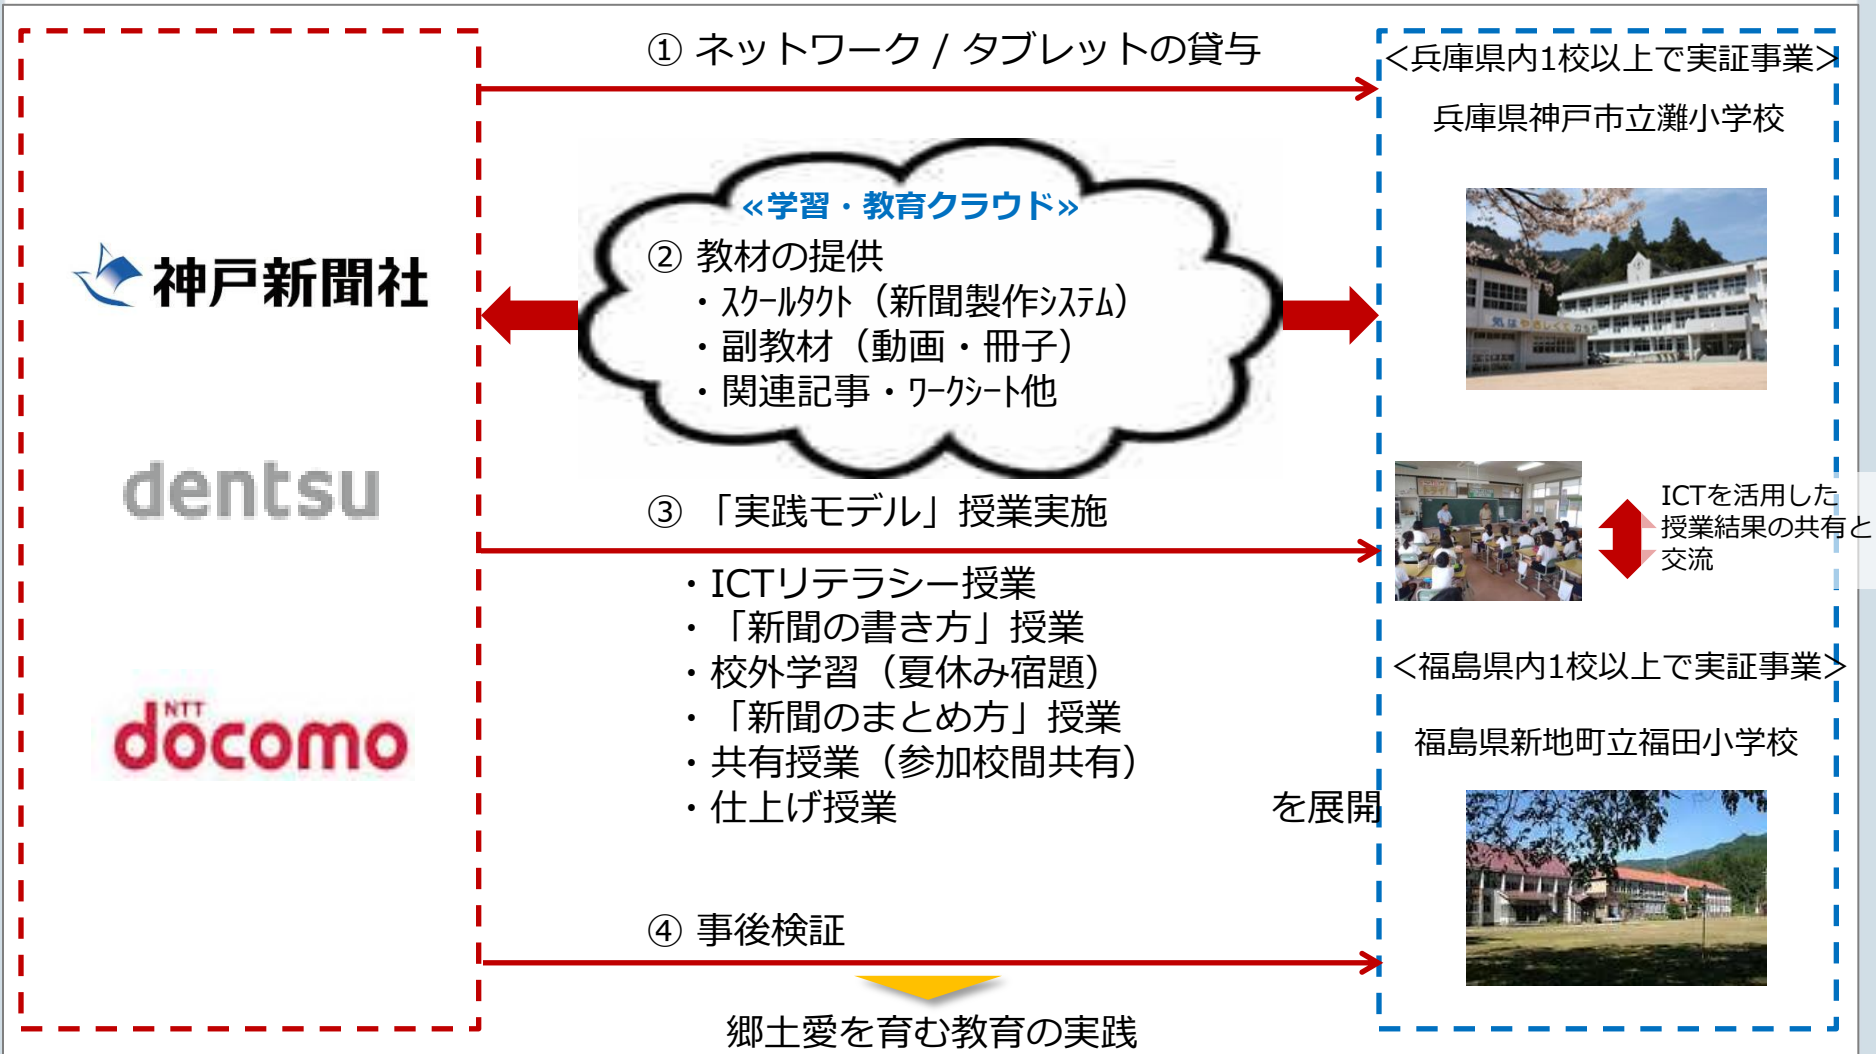 ① ネットワーク / タブレットの貸与
<兵庫県内1校以上で実証事業>
兵庫県神戸市立灘小学校
神戸新聞社
dentsu
NTT
docomo
≪学習・教育クラウド≫
② 教材の提供
・ｽｸｰﾙﾀｸﾄ（新聞製作ｼｽﾃﾑ）
・副教材（動画・冊子）
・関連記事・ﾜｰｸｼｰﾄ他
③ 「実践モデル」授業実施
・ICTリテラシー授業
・「新聞の書き方」授業
・校外学習（夏休み宿題）
・「新聞のまとめ方」授業
・共有授業（参加校間共有）
・仕上げ授業 を展開
ICTを活用した
授業結果の共有と
交流
<福島県内1校以上で実証事業>
福島県新地町立福田小学校
④ 事後検証
郷土愛を育む教育の実践